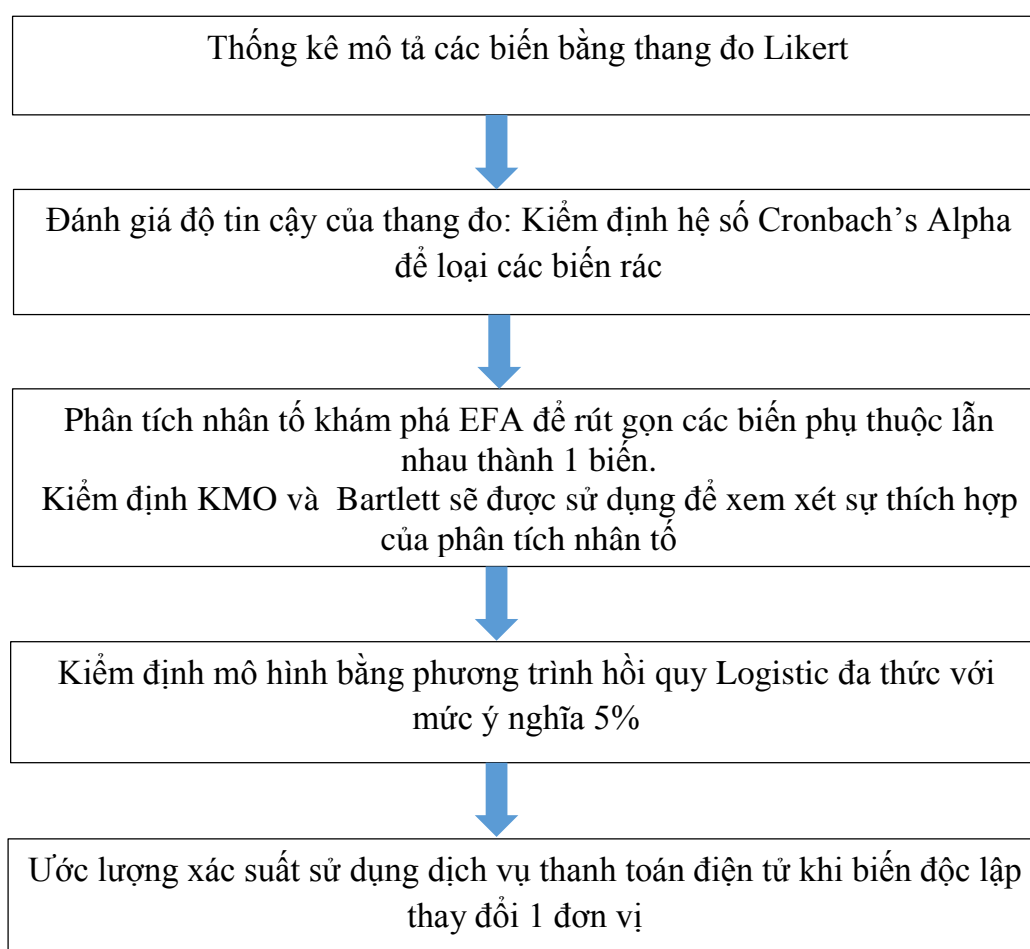 Thống kê mô tả các biến bằng thang đo Likert
Đánh giá độ tin cậy của thang đo: Kiểm định hệ số Cronbach’s Alpha
để loại các biến rác
Phân tích nhân tố khám phá EFA để rút gọn các biến phụ thuộc lẫn
nhau thành 1 biến.
Kiểm định KMO và Bartlett sẽ được sử dụng để xem xét sự thích hợp
của phân tích nhân tố
Kiểm định mô hình bằng phương trình hồi quy Logistic đa thức với
mức ý nghĩa 5%
Ước lượng xác suất sử dụng dịch vụ thanh toán điện tử khi biến độc lập
thay đổi 1 đơn vị